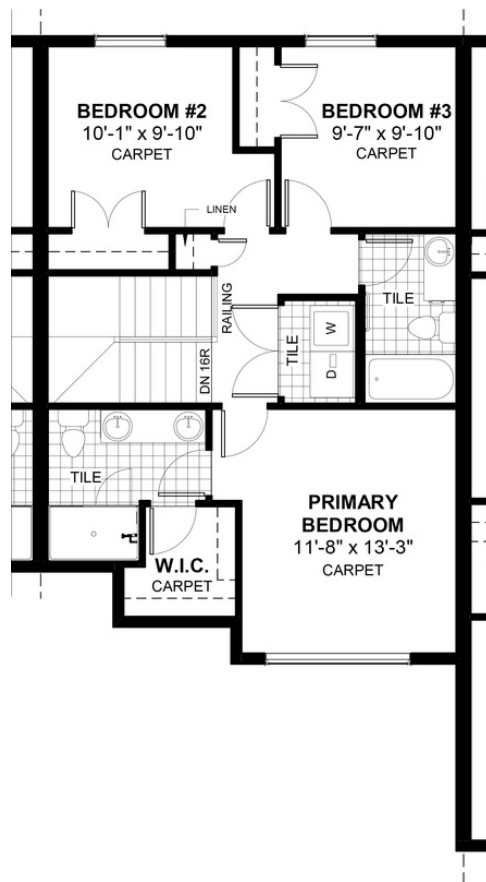 BEDROOM #2
10'-1" x 9'-10"
CARPET
BEDROOM #3
9'-7" x 9'-10"
CARPET
LINEN
RAILING
DN 16R
TILE
W
D
TILE
TILE
PRIMARY
BEDROOM
11'-8" x 13'-3"
CARPET
W.I.C.
CARPET